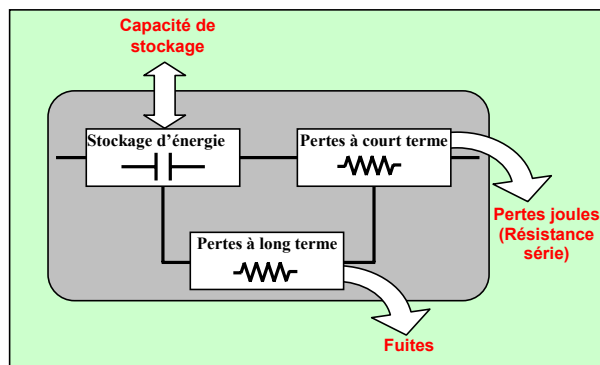 Capacité de
stockage
Stockage d'énergie
Pertes à court terme
Pertes à long terme
Pertes joules
(Résistance
série)
Fuites